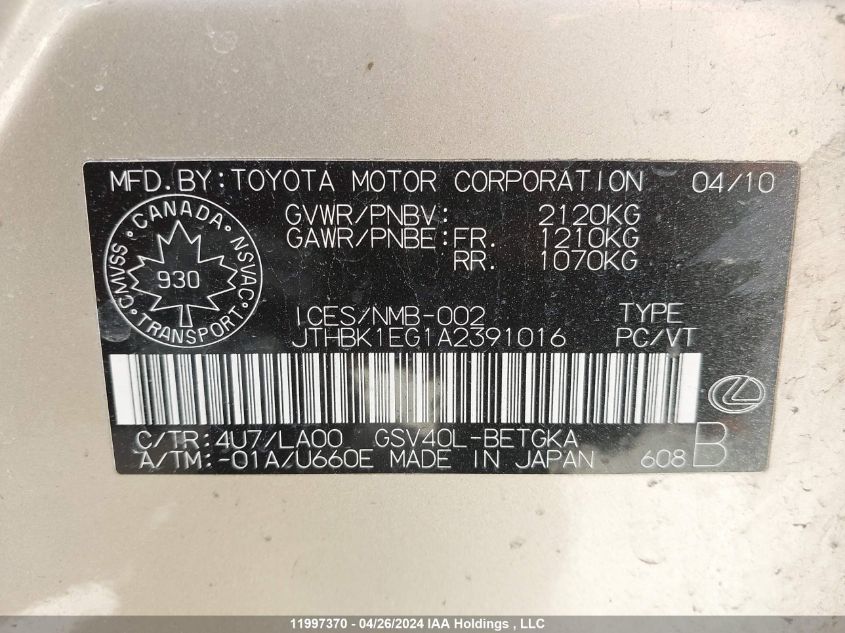 MFD.BY:TOYOTA MOTOR CORPORATION 04/10
GVWR/PNBV: 2120KG
GAWR/PNBE:FR. 1210KG
RR. 1070KG
CANADA
CMVSS NSVAC
930
TRANSPORT
ICES/NMB-002 TYPE
JTHBK1EG1A2391016 PC/VT
C/TR:4U7/LA00 GSV40L-BETGKA
A/TM:-01A/U660E MADE IN JAPAN 608 B
11997370 - 04/26/2024 IAA Holdings , LLC